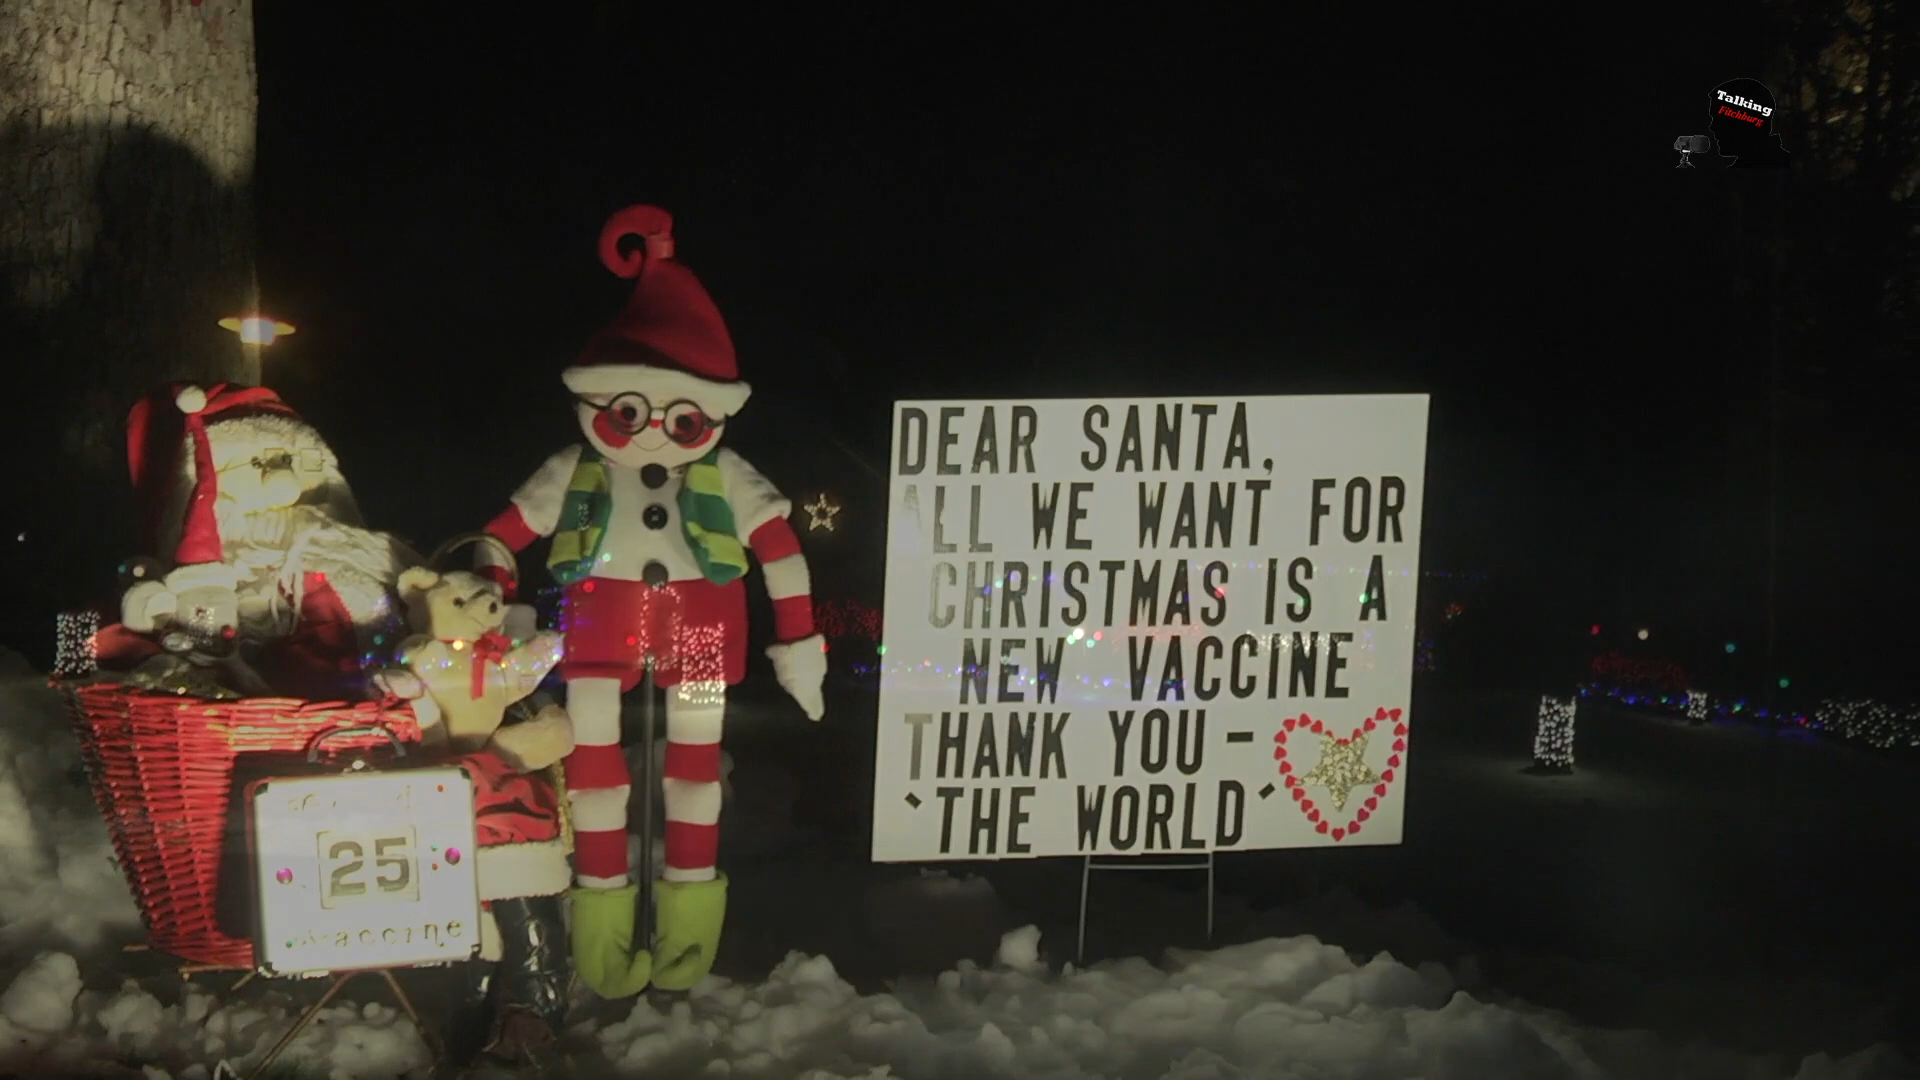 Talking
Fitchburg
DEAR SANTA,
ALL WE WANT FOR
CHRISTMAS IS A
NEW VACCINE
THANK YOU -
'THE WORLD'
25
vaccine